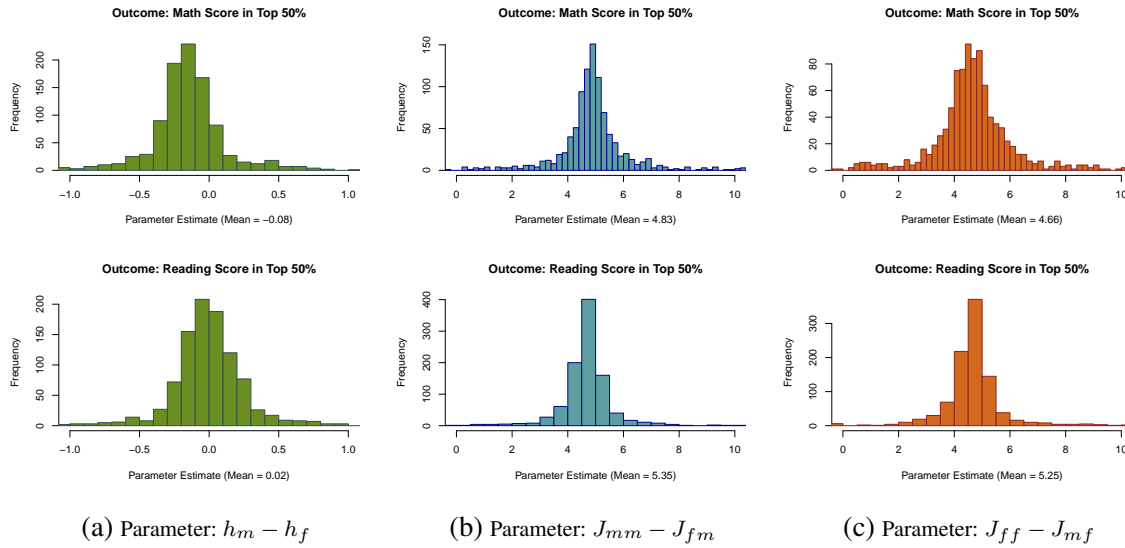 Outcome: Math Score in Top 50%
Frequency
0 50 100 150 200
−1.0 −0.5 0.0 0.5 1.0
Parameter Estimate (Mean = −0.08)
Outcome: Math Score in Top 50%
Frequency
0 50 100 150
0 2 4 6 8 10
Parameter Estimate (Mean = 4.83)
Outcome: Math Score in Top 50%
Frequency
0 20 40 60 80
0 2 4 6 8 10
Parameter Estimate (Mean = 4.66)
Outcome: Reading Score in Top 50%
Frequency
0 50 100 150 200
−1.0 −0.5 0.0 0.5 1.0
Parameter Estimate (Mean = 0.02)
Outcome: Reading Score in Top 50%
Frequency
0 100 200 300 400
0 2 4 6 8 10
Parameter Estimate (Mean = 5.35)
Outcome: Reading Score in Top 50%
Frequency
0 100 200 300
0 2 4 6 8 10
Parameter Estimate (Mean = 5.25)
(a) Parameter: h_m − h_f
(b) Parameter: J_mm − J_fm
(c) Parameter: J_ff − J_mf